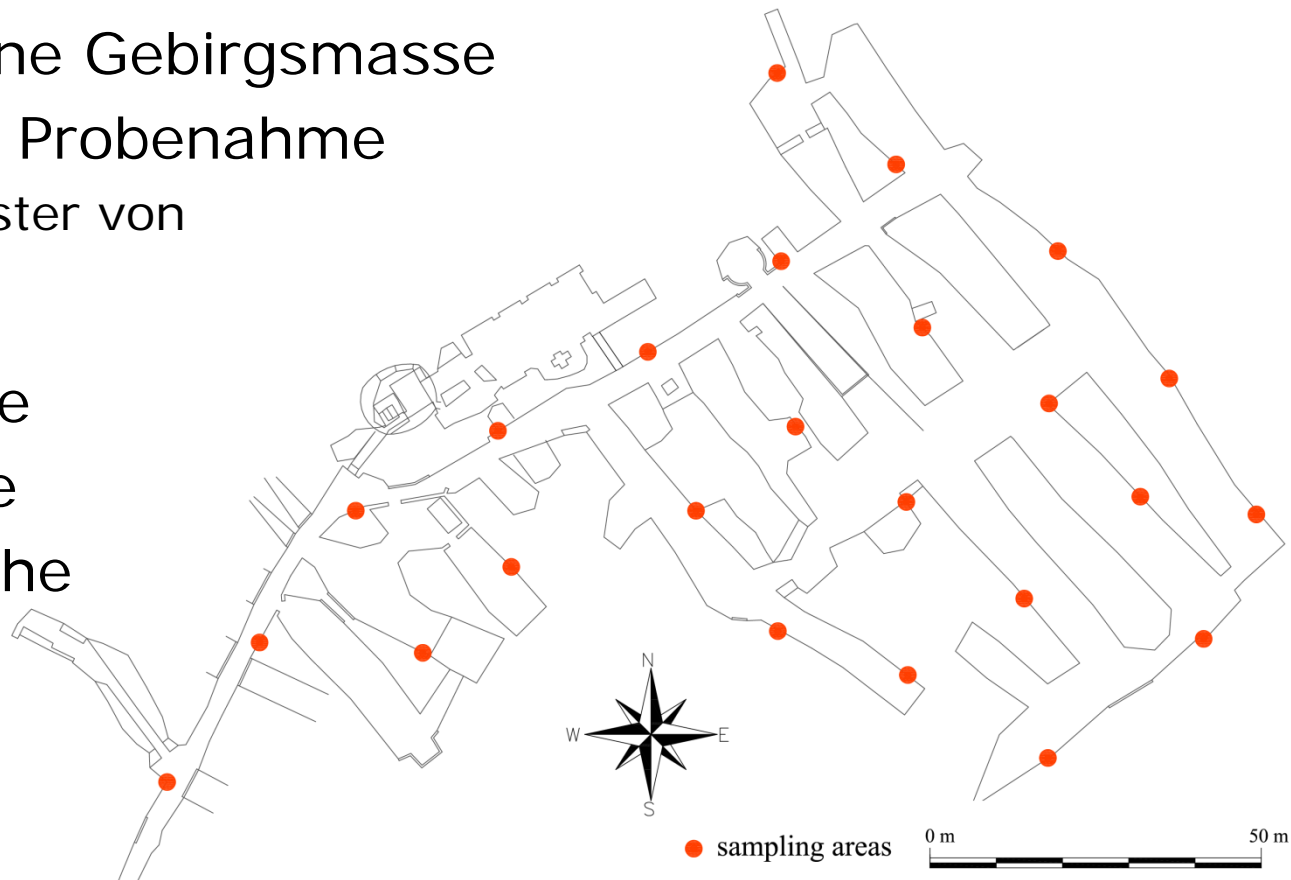 ne Gebirgsmasse
Probenahme
ster von
e
e
he
N
W E
S
sampling areas
0 m 50 m